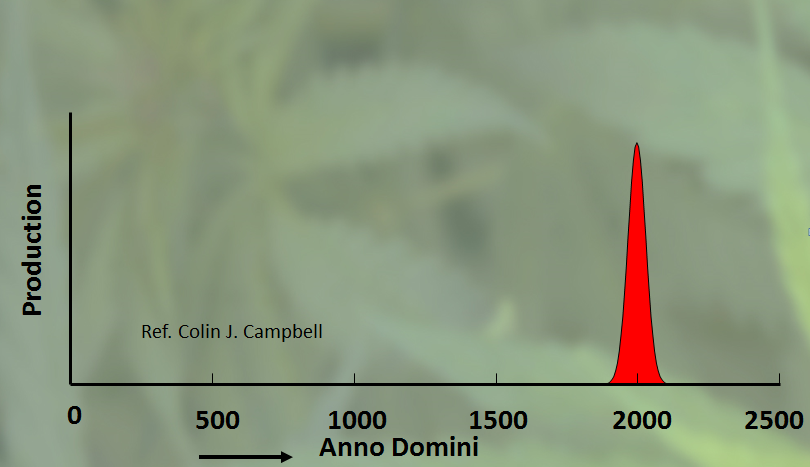 Production
Ref. Colin J. Campbell
0 500 1000 1500 2000 2500
Anno Domini